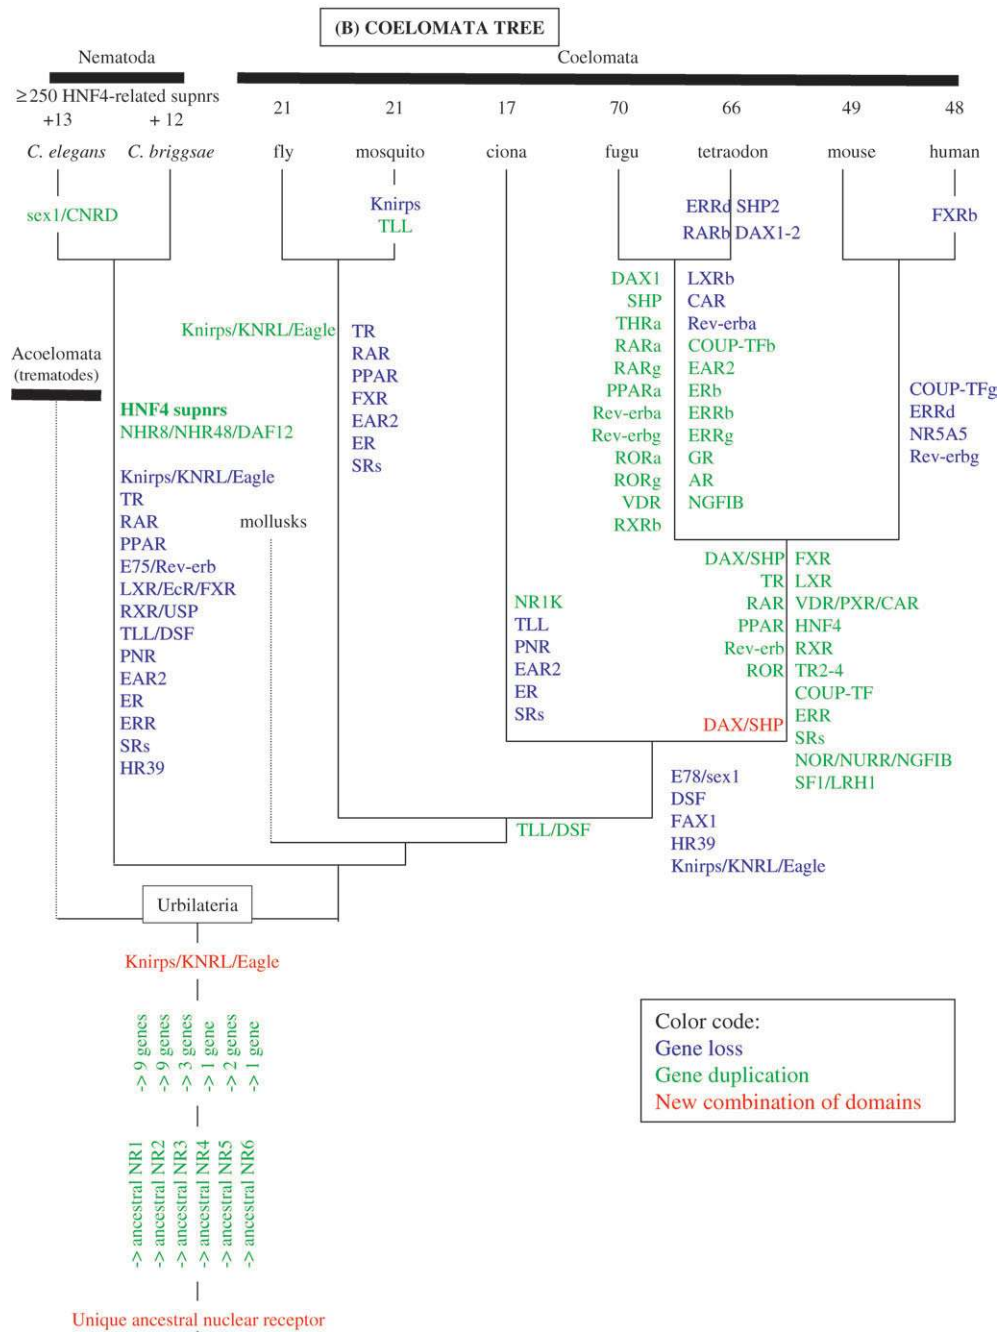 (B) COELOMATA TREE
Nematoda
Coelomata
≥250 HNF4-related supnrs
+13
+ 12
21
21
17
70
66
49
48
C. elegans
C. briggsae
fly
mosquito
ciona
fugu
tetraodon
mouse
human
sex1/CNRD
Knirps
TLL
ERRd SHP2
RARb DAX1-2
FXRb
Knirps/KNRL/Eagle
TR
RAR
PPAR
FXR
EAR2
ER
SRs
DAX1
SHP
THRa
RARa
RARg
PPARa
Rev-erba
Rev-erbg
RORa
RORg
VDR
RXRb
LXRb
CAR
Rev-erba
COUP-TFb
EAR2
ERb
ERRb
ERRg
GR
AR
NGFIB
COUP-TFg
ERRd
NR5A5
Rev-erbg
Acoelomata
(trematodes)
HNF4 supnrs
NHR8/NHR48/DAF12
Knirps/KNRL/Eagle
TR
RAR
PPAR
E75/Rev-erb
LXR/EcR/FXR
RXR/USP
TLL/DSF
PNR
EAR2
ER
ERR
SRs
HR39
mollusks
NR1K
TLL
PNR
EAR2
ER
SRs
DAX/SHP
TR
RAR
PPAR
Rev-erb
ROR
DAX/SHP
FXR
LXR
VDR/PXR/CAR
HNF4
RXR
TR2-4
COUP-TF
ERR
SRs
NOR/NURR/NGFIB
SF1/LRH1
E78/sex1
DSF
FAX1
HR39
Knirps/KNRL/Eagle
TLL/DSF
Urbilateria
Knirps/KNRL/Eagle
-> 9 genes
-> 9 genes
-> 3 genes
-> 1 gene
-> 2 genes
-> 1 gene
-> ancestral NR1
-> ancestral NR2
-> ancestral NR3
-> ancestral NR4
-> ancestral NR5
-> ancestral NR6
Unique ancestral nuclear receptor
Color code:
Gene loss
Gene duplication
New combination of domains